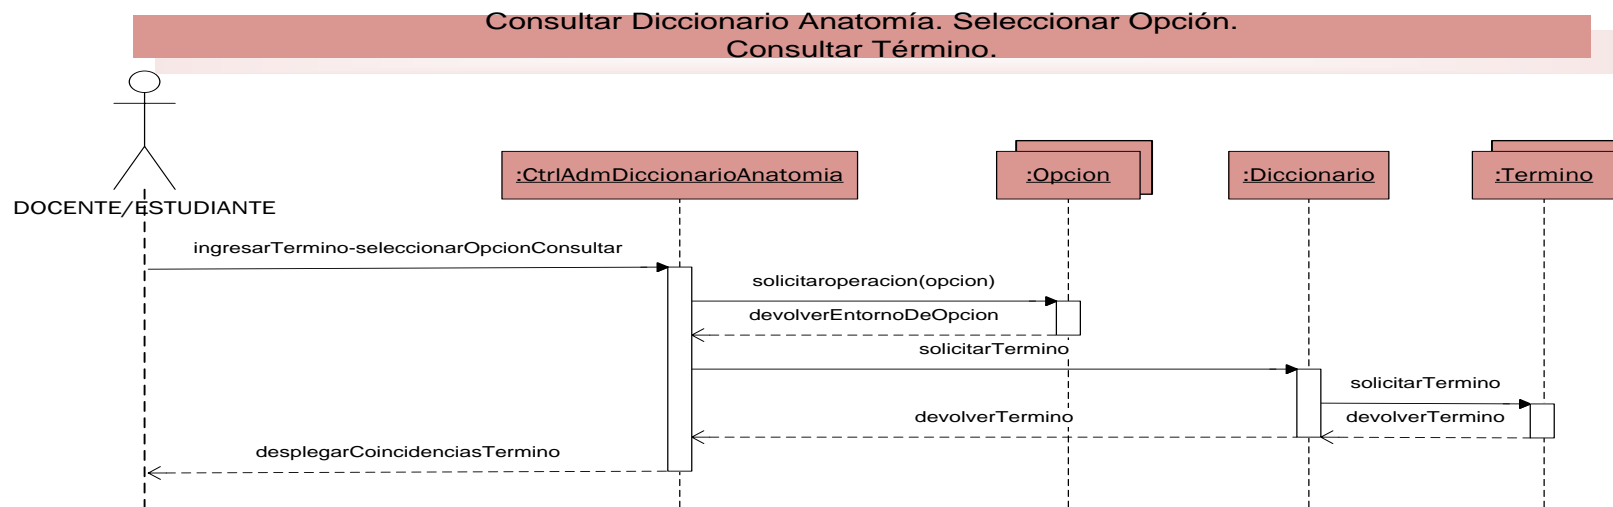 Consultar Diccionario Anatomía. Seleccionar Opción.
Consultar Término.
:CtrlAdmDiccionarioAnatomia
:Opcion
:Diccionario
:Termino
DOCENTE/ESTUDIANTE
ingresarTermino-seleccionarOpcionConsultar
solicitaroperacion(opcion)
devolverEntornoDeOpcion
solicitarTermino
solicitarTermino
devolverTermino
devolverTermino
desplegarCoincidenciasTermino